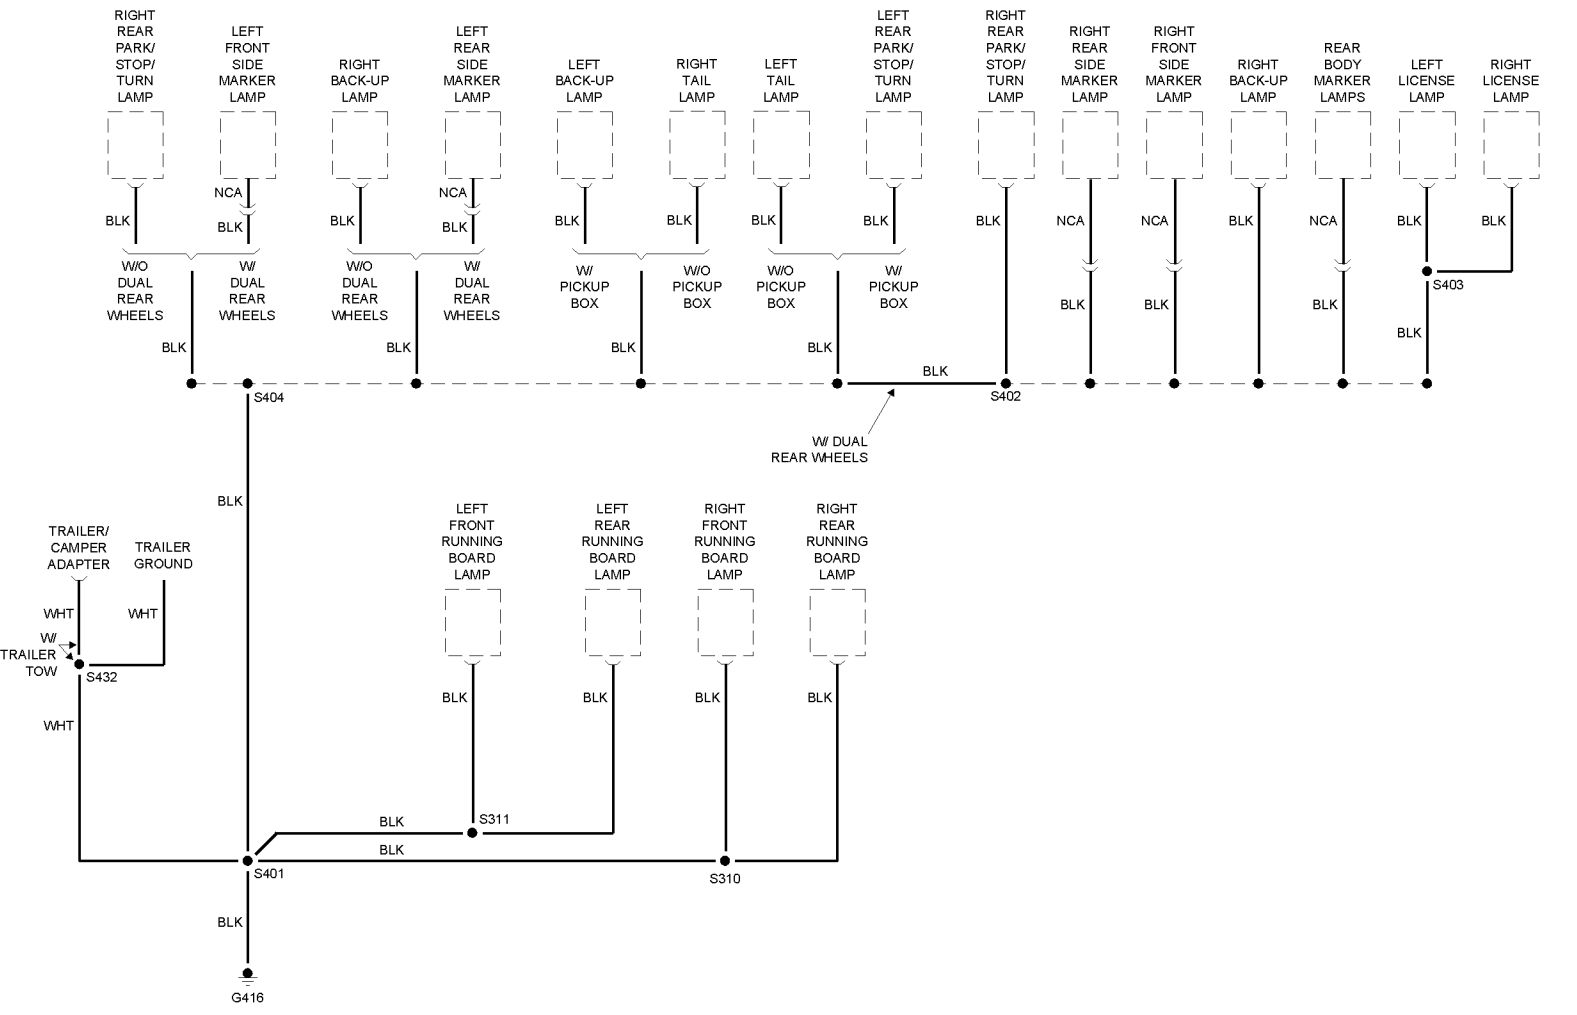 RIGHT
REAR
PARK/
STOP/
TURN
LAMP
LEFT
FRONT
SIDE
MARKER
LAMP
RIGHT
BACK-UP
LAMP
LEFT
REAR
SIDE
MARKER
LAMP
LEFT
BACK-UP
LAMP
RIGHT
TAIL
LAMP
LEFT
TAIL
LAMP
LEFT
REAR
PARK/
STOP/
TURN
LAMP
RIGHT
REAR
PARK/
STOP/
TURN
LAMP
RIGHT
REAR
SIDE
MARKER
LAMP
RIGHT
FRONT
SIDE
MARKER
LAMP
RIGHT
BACK-UP
LAMP
REAR
BODY
MARKER
LAMPS
LEFT
LICENSE
LAMP
RIGHT
LICENSE
LAMP
NCA
NCA
BLK
BLK
BLK
BLK
BLK
BLK
BLK
BLK
BLK
NCA
NCA
BLK
NCA
BLK
BLK
W/O
DUAL
REAR
WHEELS
W/
DUAL
REAR
WHEELS
W/O
DUAL
REAR
WHEELS
W/
DUAL
REAR
WHEELS
W/
PICKUP
BOX
W/O
PICKUP
BOX
W/O
PICKUP
BOX
W/
PICKUP
BOX
S403
BLK
BLK
BLK
BLK
BLK
BLK
BLK
BLK
BLK
S404
S402
W/ DUAL
REAR WHEELS
BLK
TRAILER/
CAMPER
ADAPTER
TRAILER
GROUND
LEFT
FRONT
RUNNING
BOARD
LAMP
LEFT
REAR
RUNNING
BOARD
LAMP
RIGHT
FRONT
RUNNING
BOARD
LAMP
RIGHT
REAR
RUNNING
BOARD
LAMP
WHT
WHT
W/
TRAILER
TOW
S432
WHT
BLK
BLK
BLK
BLK
BLK
S311
BLK
S401
S310
BLK
G416